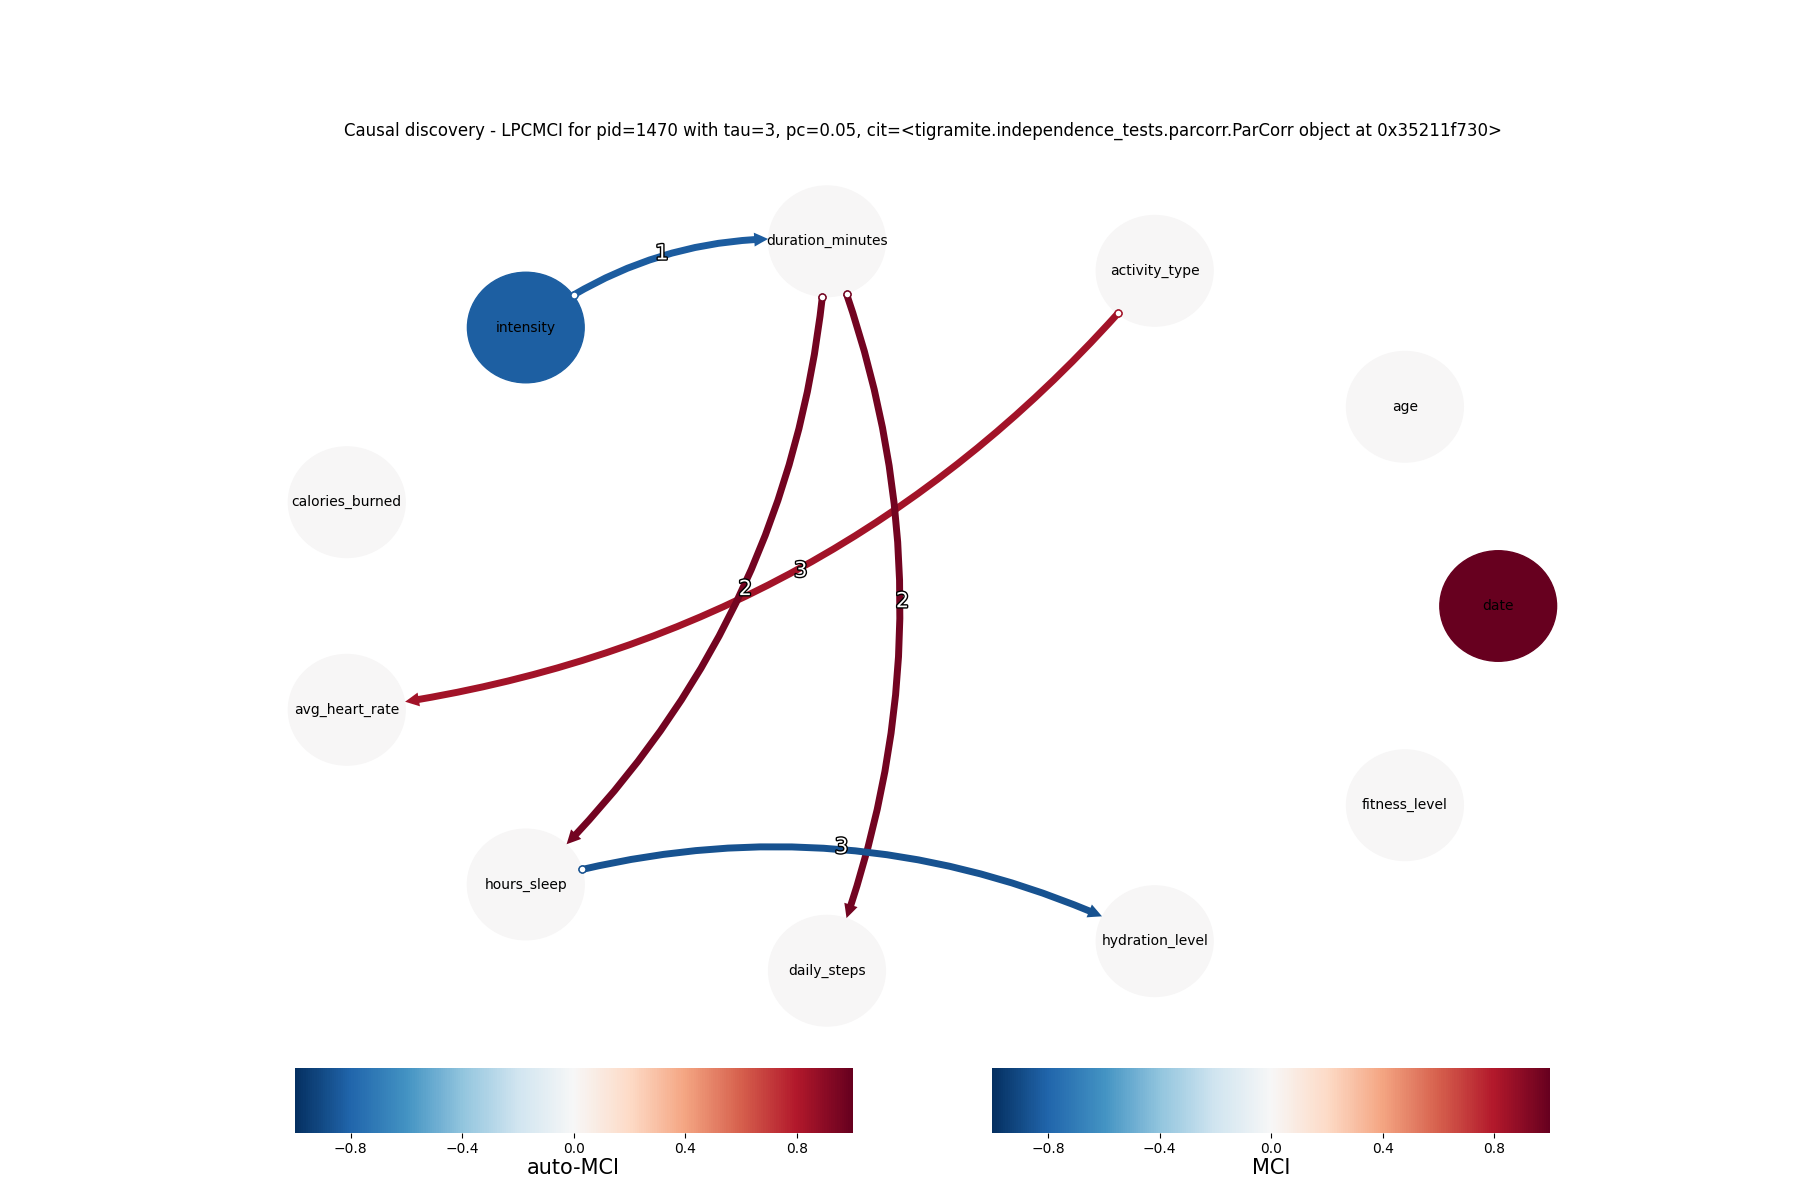 Causal discovery - LPCMCI for pid=1470 with tau=3, pc=0.05, cit=<tigramite.independence_tests.parcorr.ParCorr object at 0x35211f730>
duration_minutes
1
activity_type
intensity
age
calories_burned
3
2
2
date
avg_heart_rate
fitness_level
3
hours_sleep
hydration_level
daily_steps
−0.8 −0.4 0.0 0.4 0.8
auto-MCI
−0.8 −0.4 0.0 0.4 0.8
MCI